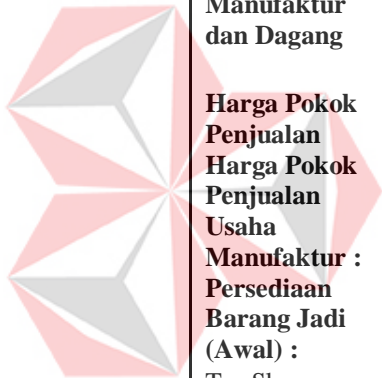 Manufaktur
dan Dagang
Harga Pokok
Penjualan
Harga Pokok
Penjualan
Usaha
Manufaktur :
Persediaan
Barang Jadi
(Awal) :